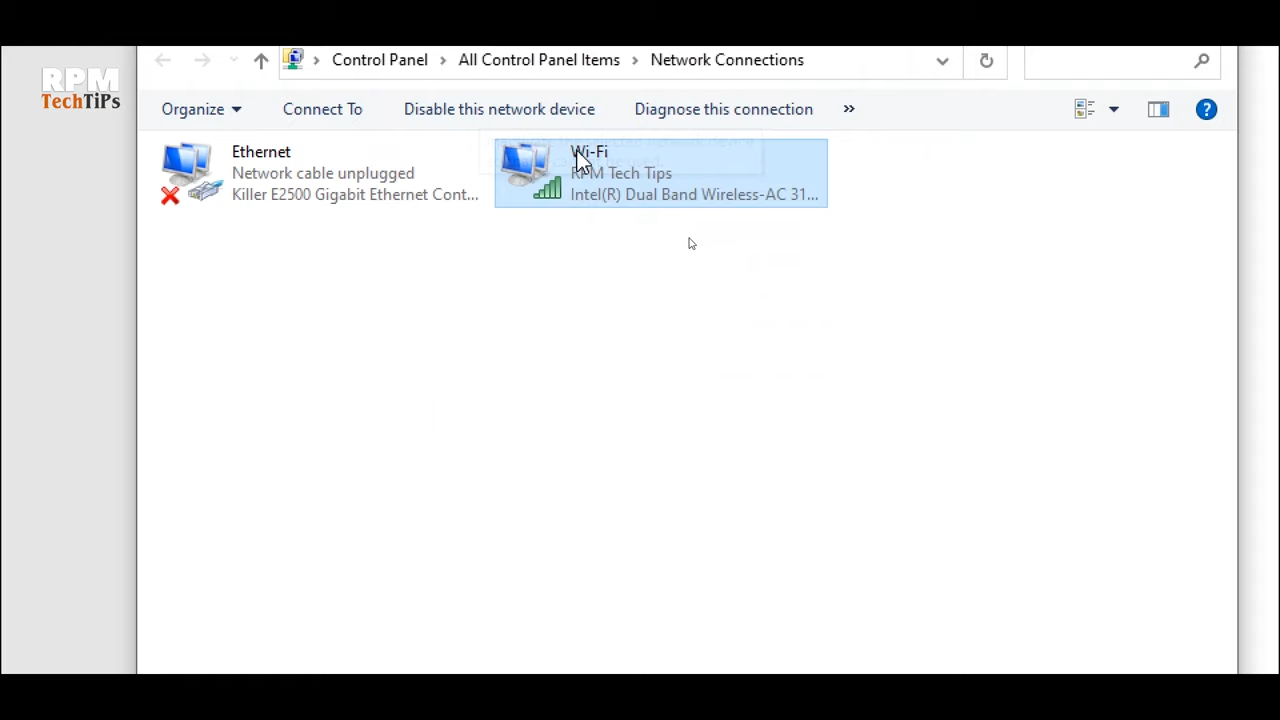 RPM
TechTiPs
Control Panel > All Control Panel Items > Network Connections
Organize Connect To Disable this network device Diagnose this connection »
Ethernet
Network cable unplugged
Killer E2500 Gigabit Ethernet Cont...
Wi-Fi
RPM Tech Tips
Intel(R) Dual Band Wireless-AC 31...